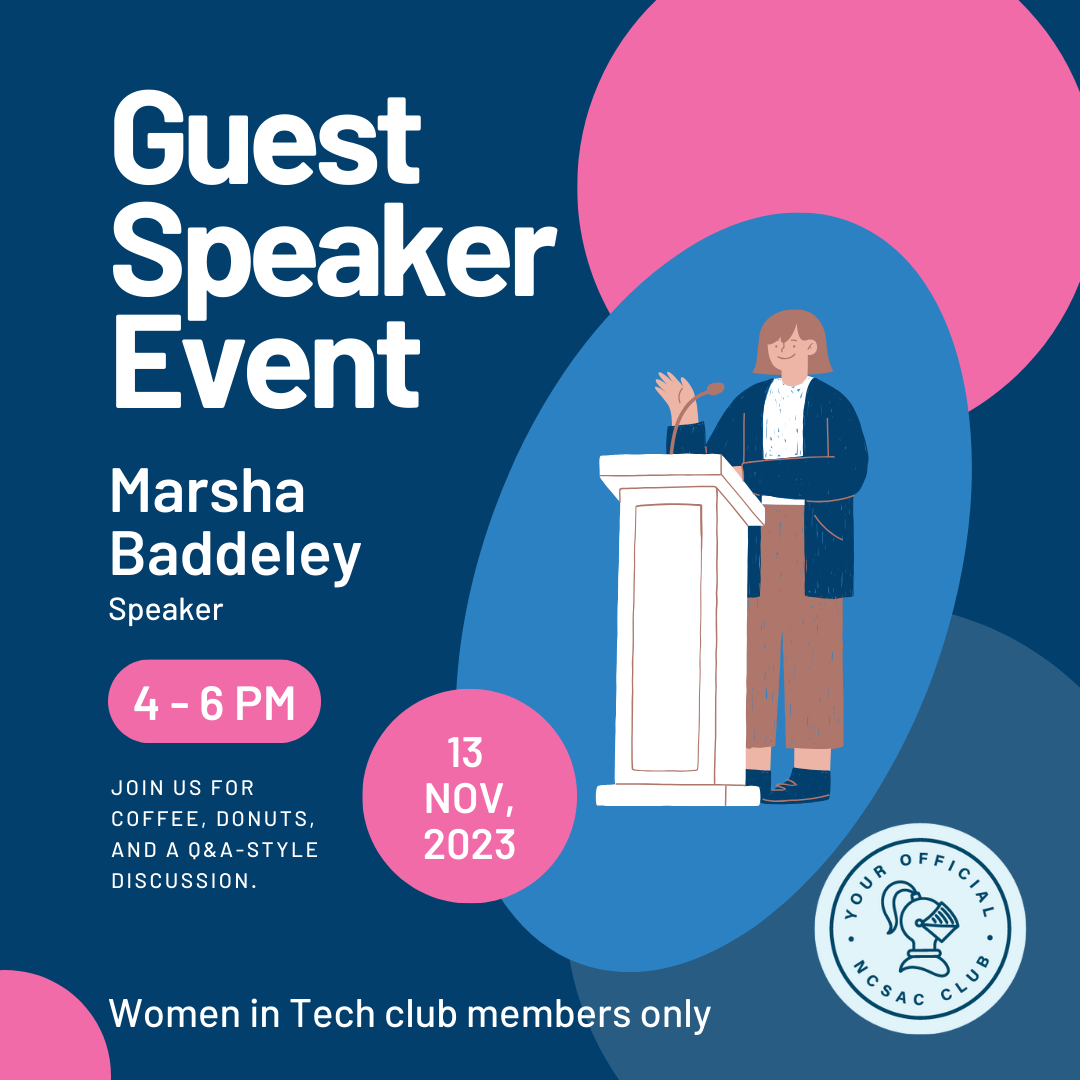 Guest
Speaker
Event
Marsha
Baddeley
Speaker
4 – 6 PM
JOIN US FOR
COFFEE, DONUTS,
AND A Q&A-STYLE
DISCUSSION.
13
NOV,
2023
Women in Tech club members only
• YOUR OFFICIAL •
NCSAC CLUB